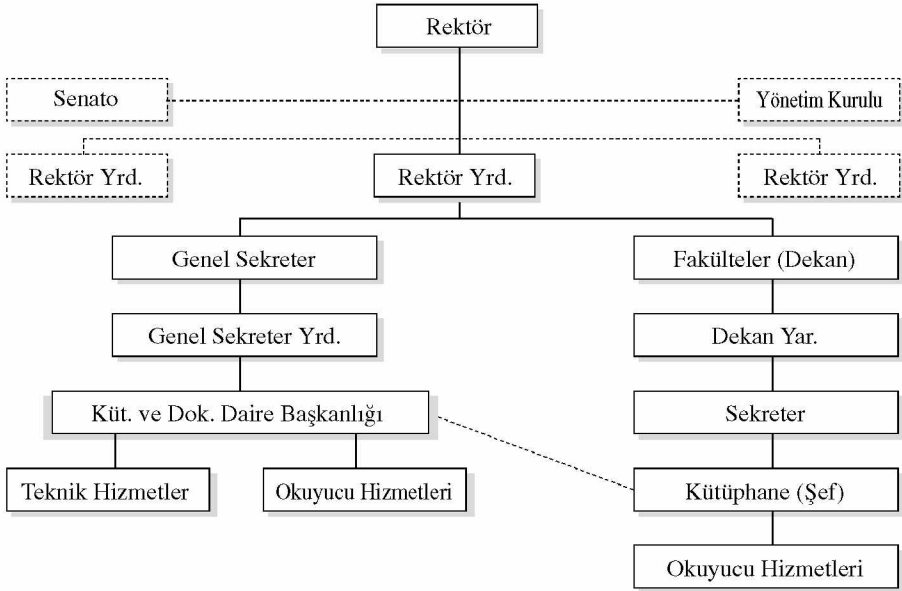 Rektör
Senato
Yönetim Kurulu
Rektör Yrd.
Rektör Yrd.
Rektör Yrd.
Genel Sekreter
Fakülteler (Dekan)
Genel Sekreter Yrd.
Dekan Yar.
Küt. ve Dok. Daire Başkanlığı
Sekreter
Teknik Hizmetler
Okuyucu Hizmetleri
Kütüphane (Şef)
Okuyucu Hizmetleri